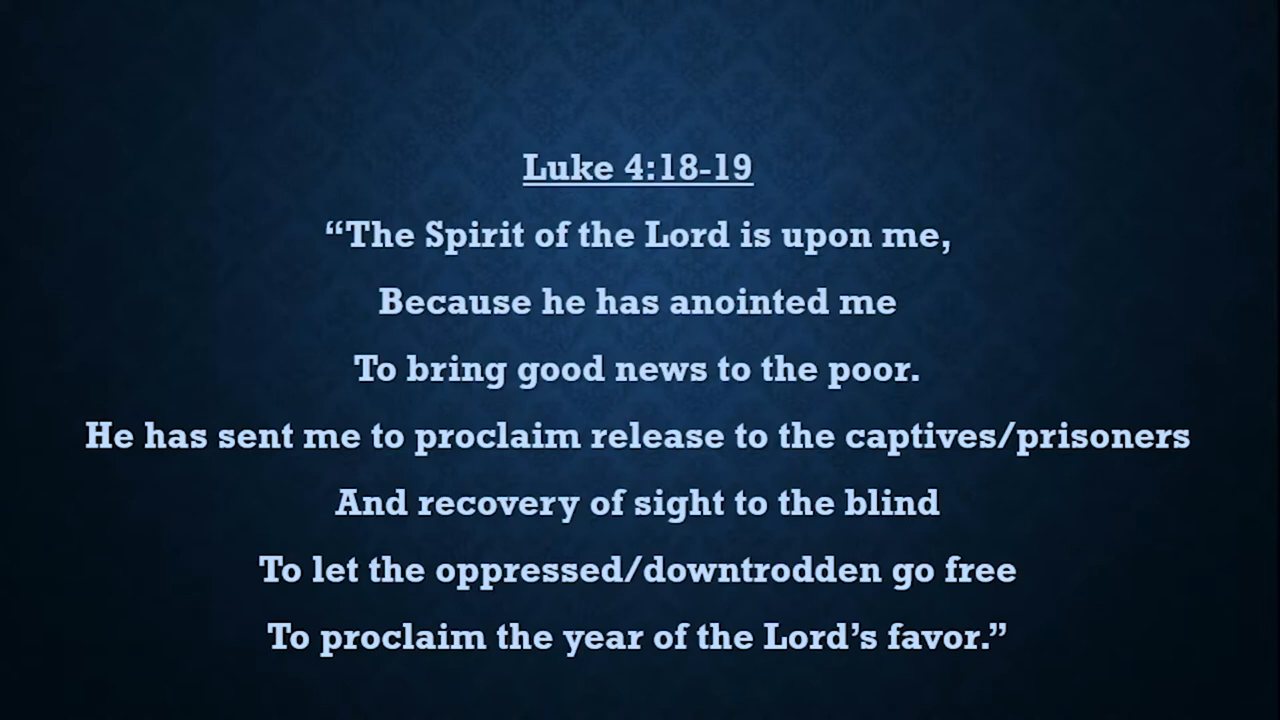 Luke 4:18-19
“The Spirit of the Lord is upon me,
Because he has anointed me
To bring good news to the poor.
He has sent me to proclaim release to the captives/prisoners
And recovery of sight to the blind
To let the oppressed/downtrodden go free
To proclaim the year of the Lord’s favor.”